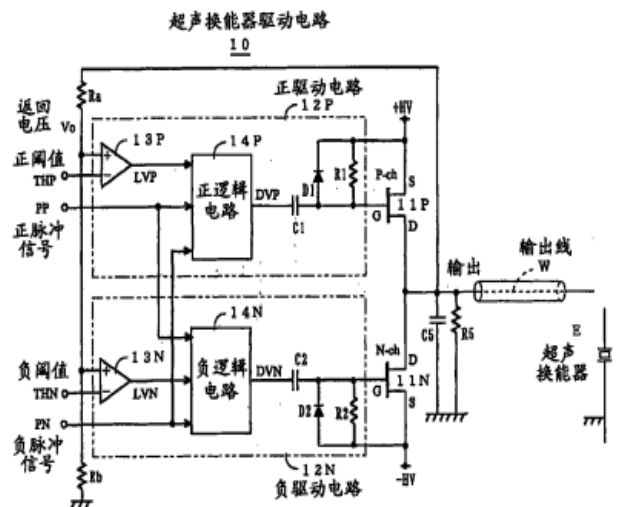 超声换能器驱动电路
10
Ra
返回
电压 Vo
正驱动电路
12P
+HV
13P
14P
正阈值
THP
LVP
正逻辑
电路
DVP
C1
D1
R1
P-ch
S
G
11P
D
PP
正脉冲
信号
输出
输出线
W
14N
负逻辑
电路
DVN
C2
N-ch
D
G
11N
S
C5
R5
E
超声
换能器
负阈值
THN
13N
LVN
D2
R2
PN
负脉冲
信号
Rb
12N
负驱动电路
-HV